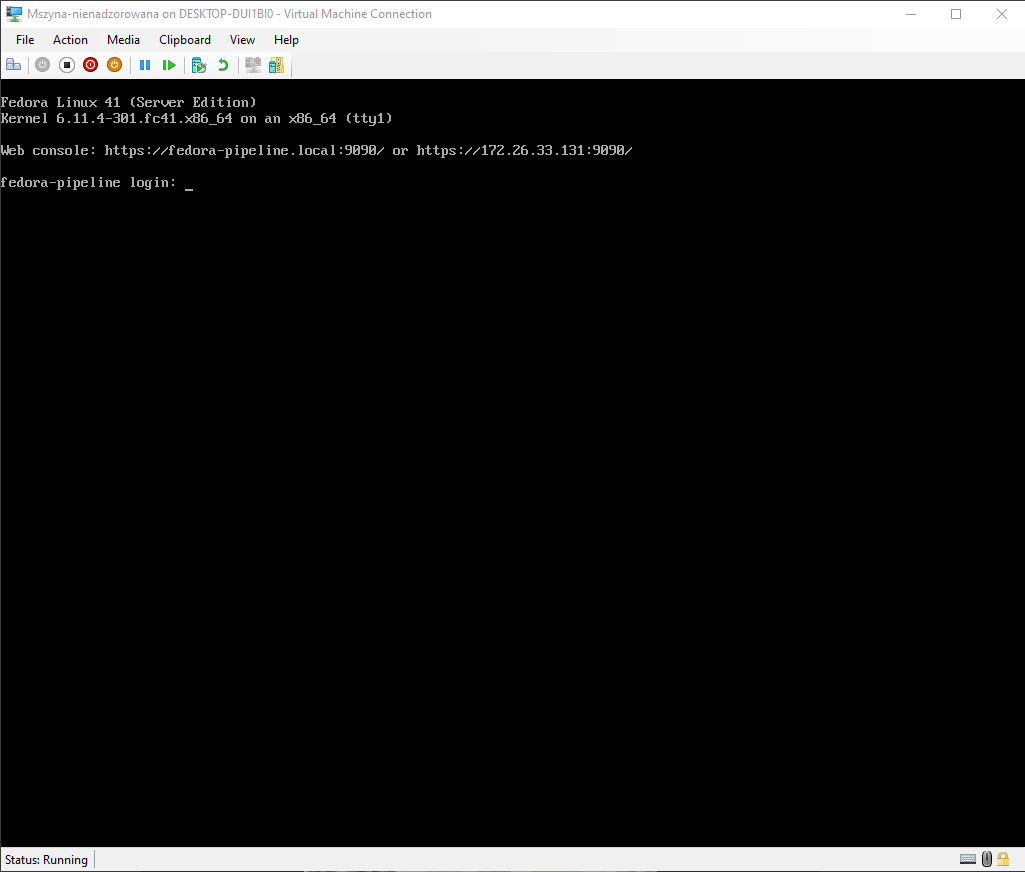 Mszyna-nienadzorowana on DESKTOP-DUI1BI0 - Virtual Machine Connection
File Action Media Clipboard View Help
Fedora Linux 41 (Server Edition)
Kernel 6.11.4-301.fc41.x86_64 on an x86_64 (tty1)
Web console: https://fedora-pipeline.local:9090/ or https://172.26.33.131:9090/
fedora-pipeline login: _
Status: Running